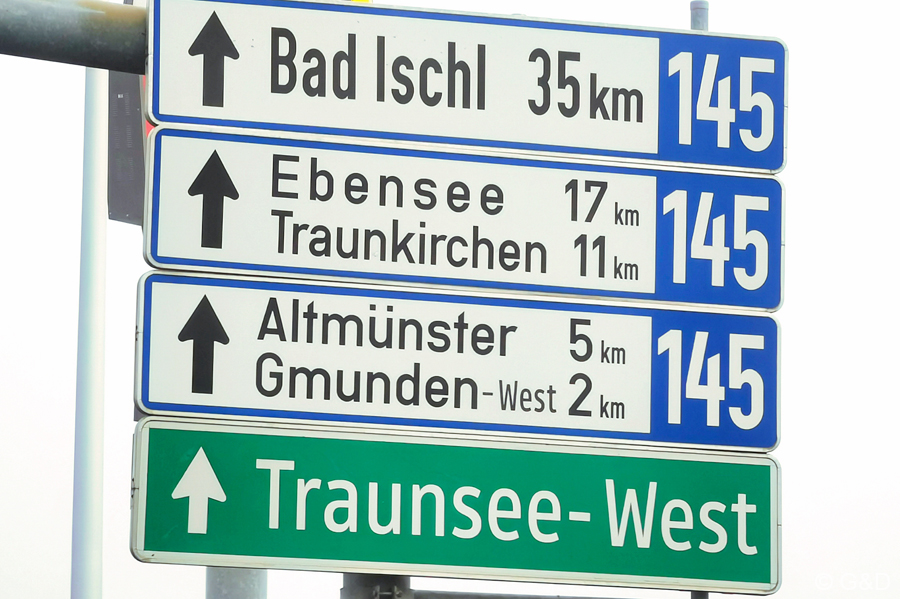 Bad Ischl 35 km 145
Ebensee 17 km 145
Traunkirchen 11 km
Altmünster 5 km 145
Gmunden-West 2 km
Traunsee-West